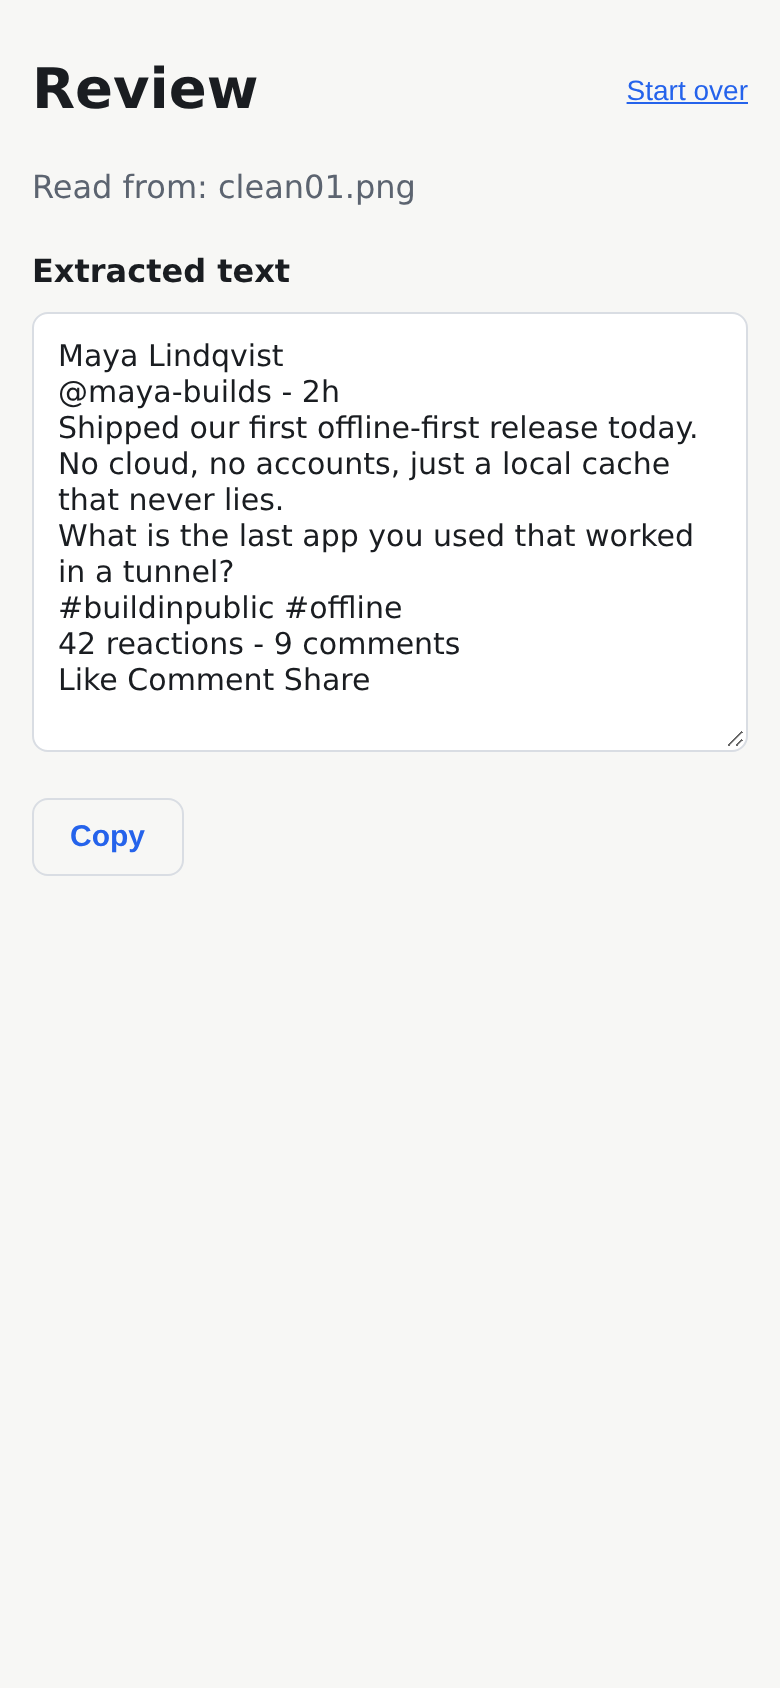 Review
Start over
Read from: clean01.png
Extracted text
Maya Lindqvist
@maya-builds - 2h
Shipped our first offline-first release today.
No cloud, no accounts, just a local cache
that never lies.
What is the last app you used that worked
in a tunnel?
#buildinpublic #offline
42 reactions - 9 comments
Like Comment Share
Copy